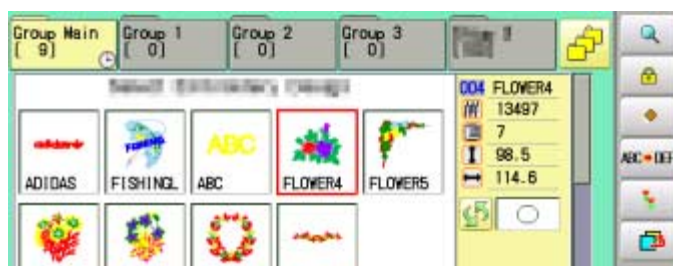 Group Main Group 1 Group 2 Group 3
[ 9] [ 0] [ 0] [ 0]
004 FLOWER4
13497
7
98.5
114.6
ADIDAS FISHINGL ABC FLOWER4 FLOWER5
ABC
ABC DEF